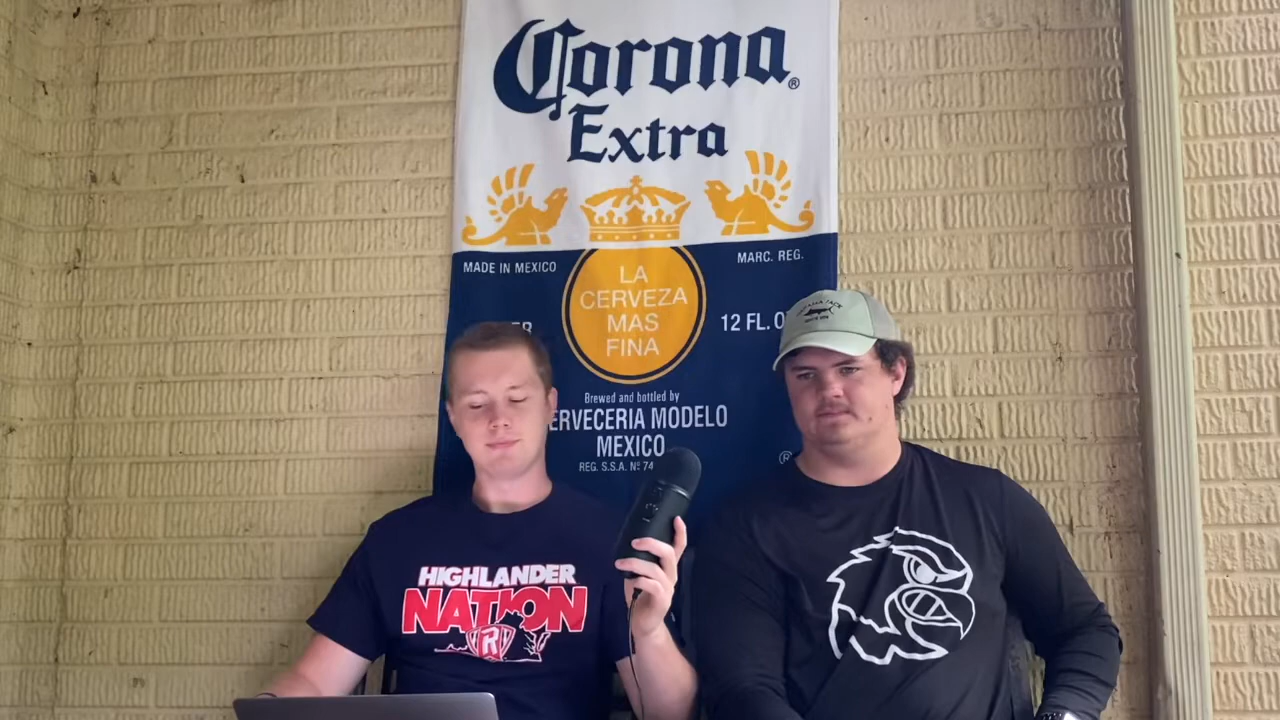 Corona®
Extra
MADE IN MEXICO
MARC. REG.
LA
CERVEZA
MAS
FINA
12 FL. O
Brewed and bottled by
ERVECERIA MODELO
MEXICO
REG. S.S.A. Nº 74
®
HIGHLANDER
NATION
R